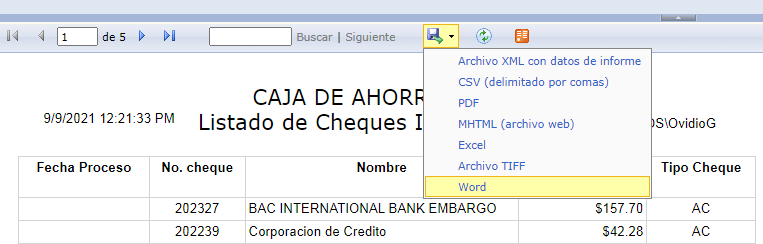 1 de 5 Buscar | Siguiente
Archivo XML con datos de informe
CSV (delimitado por comas)
PDF
MHTML (archivo web)
Excel
Archivo TIFF
Word
CAJA DE AHORR
9/9/2021 12:21:33 PM
Listado de Cheques I
OS\OvidioG
Fecha Proceso No. cheque Nombre Tipo Cheque
202327 BAC INTERNATIONAL BANK EMBARGO $157.70 AC
202239 Corporacion de Credito $42.28 AC